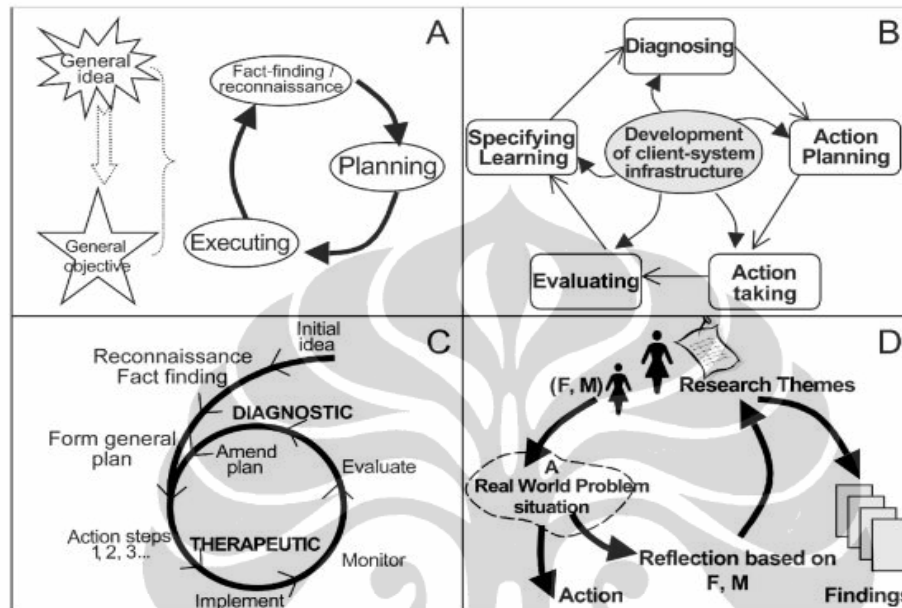 A
General
idea
Fact-finding /
reconnaissance
Planning
Executing
General
objective
B
Diagnosing
Specifying
Learning
Development
of client-system
infrastructure
Action
Planning
Evaluating
Action
taking
C
Initial
idea
Reconnaissance
Fact finding
DIAGNOSTIC
Form general
plan
Amend
plan
Evaluate
Action steps
1, 2, 3...
THERAPEUTIC
Monitor
Implement
D
(F, M)
Research Themes
A
Real World Problem
situation
Reflection based on
F, M
Action
Findings